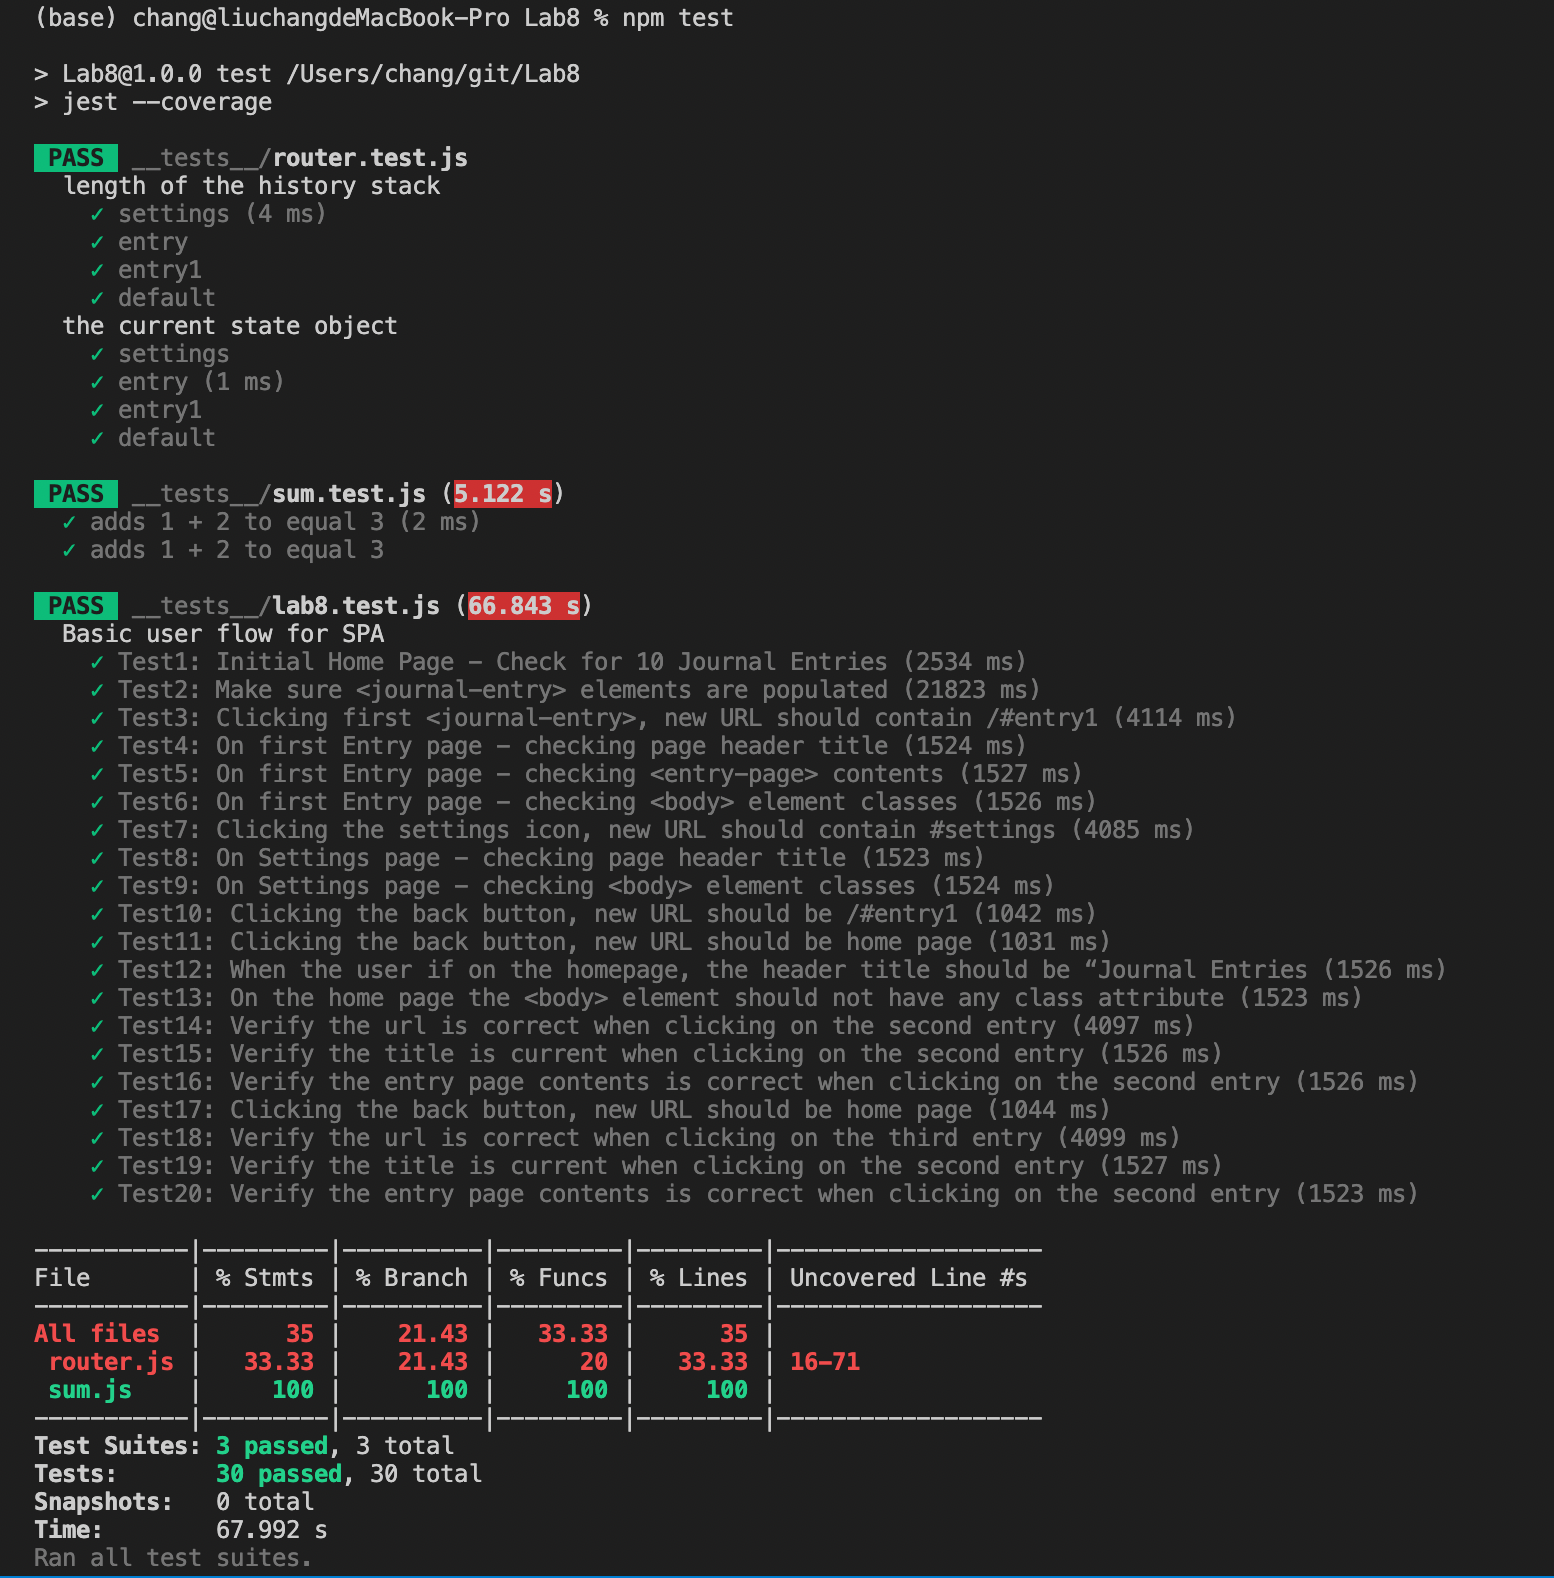 (base) chang@liuchangdeMacBook-Pro Lab8 % npm test
> Lab8@1.0.0 test /Users/chang/git/Lab8
> jest --coverage
PASS __tests__/router.test.js
length of the history stack
✓ settings (4 ms)
✓ entry
✓ entry1
✓ default
the current state object
✓ settings
✓ entry (1 ms)
✓ entry1
✓ default
PASS __tests__/sum.test.js (5.122 s)
✓ adds 1 + 2 to equal 3 (2 ms)
✓ adds 1 + 2 to equal 3
PASS __tests__/lab8.test.js (66.843 s)
Basic user flow for SPA
✓ Test1: Initial Home Page - Check for 10 Journal Entries (2534 ms)
✓ Test2: Make sure <journal-entry> elements are populated (21823 ms)
✓ Test3: Clicking first <journal-entry>, new URL should contain /#entry1 (4114 ms)
✓ Test4: On first Entry page - checking page header title (1524 ms)
✓ Test5: On first Entry page - checking <entry-page> contents (1527 ms)
✓ Test6: On first Entry page - checking <body> element classes (1526 ms)
✓ Test7: Clicking the settings icon, new URL should contain #settings (4085 ms)
✓ Test8: On Settings page - checking page header title (1523 ms)
✓ Test9: On Settings page - checking <body> element classes (1524 ms)
✓ Test10: Clicking the back button, new URL should be /#entry1 (1042 ms)
✓ Test11: Clicking the back button, new URL should be home page (1031 ms)
✓ Test12: When the user if on the homepage, the header title should be “Journal Entries (1526 ms)
✓ Test13: On the home page the <body> element should not have any class attribute (1523 ms)
✓ Test14: Verify the url is correct when clicking on the second entry (4097 ms)
✓ Test15: Verify the title is current when clicking on the second entry (1526 ms)
✓ Test16: Verify the entry page contents is correct when clicking on the second entry (1526 ms)
✓ Test17: Clicking the back button, new URL should be home page (1044 ms)
✓ Test18: Verify the url is correct when clicking on the third entry (4099 ms)
✓ Test19: Verify the title is current when clicking on the second entry (1527 ms)
✓ Test20: Verify the entry page contents is correct when clicking on the second entry (1523 ms)
-----------|---------|----------|---------|---------|-------------------
File       | % Stmts | % Branch | % Funcs | % Lines | Uncovered Line #s
-----------|---------|----------|---------|---------|-------------------
All files  |      35 |    21.43 |   33.33 |      35 |
 router.js |   33.33 |    21.43 |      20 |   33.33 | 16-71
 sum.js    |     100 |      100 |     100 |     100 |
-----------|---------|----------|---------|---------|-------------------
Test Suites: 3 passed, 3 total
Tests:       30 passed, 30 total
Snapshots:   0 total
Time:        67.992 s
Ran all test suites.